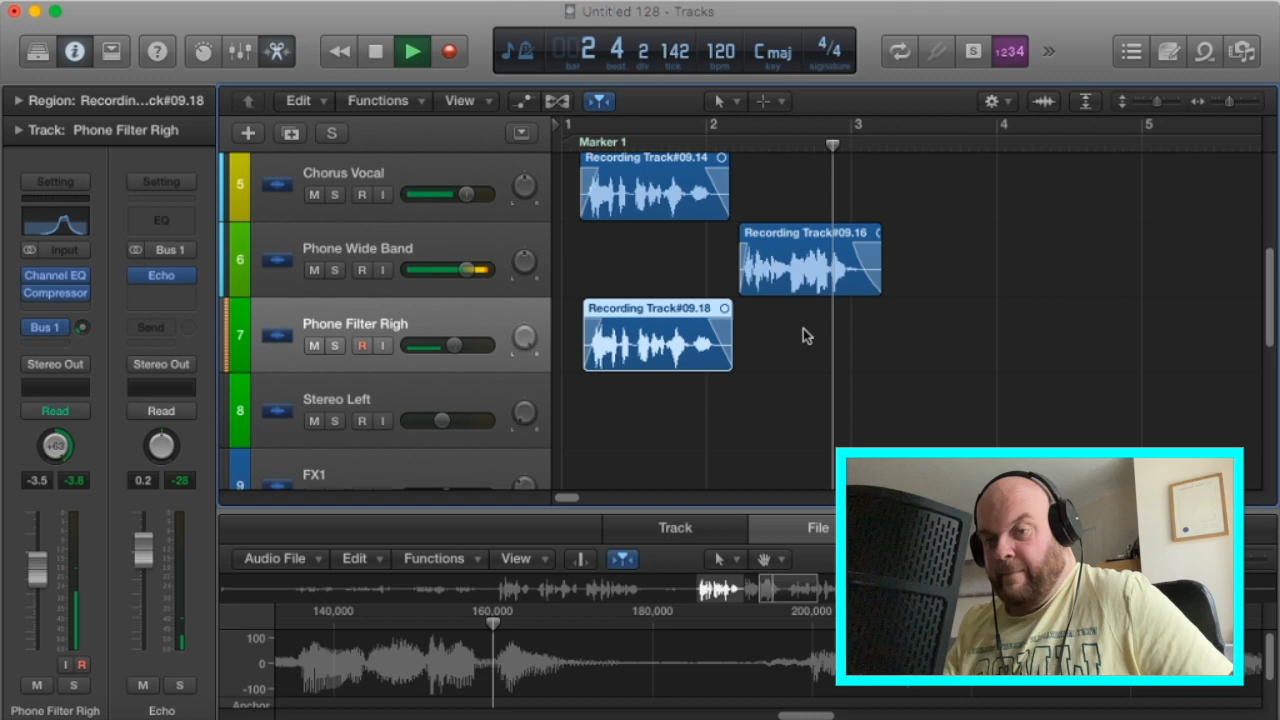 Untitled 128 - Tracks
2 4 2 142 120 C maj 4/4
bar beat div tick bpm key signature
S 1234
Region: Recordin...ck#09.18
Track: Phone Filter Righ
Edit Functions View
S
1 2 3 4 5
Marker 1
Setting Setting
EQ
Input Bus 1
Channel EQ Echo
Compressor
Bus 1 Send
Stereo Out Stereo Out
Read Read
+63
-3.5 -3.8 0.2 -28
I R
M S M S
Phone Filter Righ Echo
5 Chorus Vocal
M S R I L R
Recording Track#09.14
6 Phone Wide Band
M S R I L R
Recording Track#09.16
7 Phone Filter Righ
M S R I L R
Recording Track#09.18
8 Stereo Left
M S R I L R
9 FX1
Track File
Audio File Edit Functions View
140,000 160,000 180,000 200,000
100
0
-100
Anchor